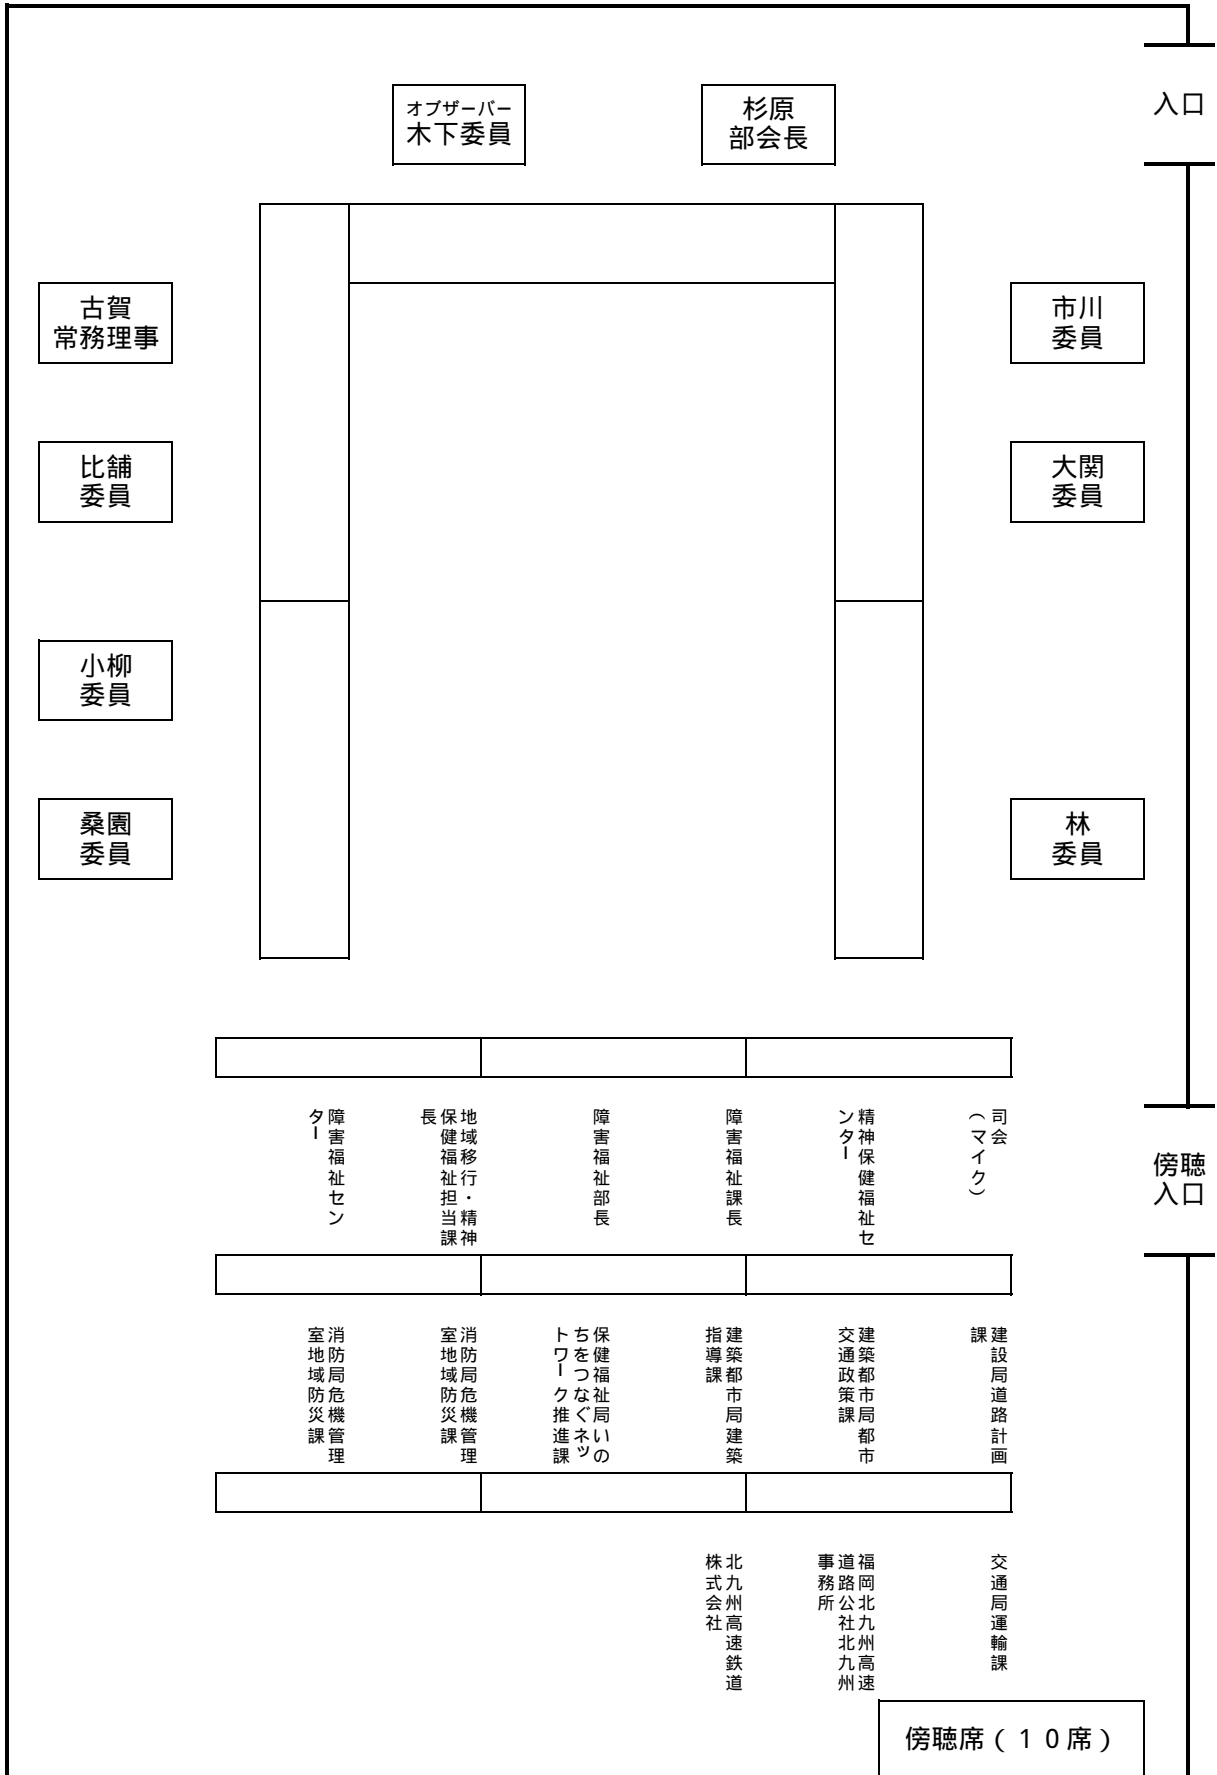 入口
オブザーバー
木下委員
杉原
部会長
古賀
常務理事
市川
委員
比舗
委員
大関
委員
小柳
委員
桑園
委員
林
委員
司会
(マイク)
精神保健福祉セ
ンター
障害福祉課長
障害福祉部長
地域移行・精神
保健福祉担当課
長
障害福祉セン
ター
傍聴
入口
建設局道路計画
課
建築都市局都市
交通政策課
建築都市局建築
指導課
保健福祉局いの
ちをつなぐネッ
トワーク推進課
消防局危機管理
室地域防災課
消防局危機管理
室地域防災課
交通局運輸課
福岡北九州高速
道路公社北九州
事務所
北九州高速鉄道
株式会社
傍聴席(10席)